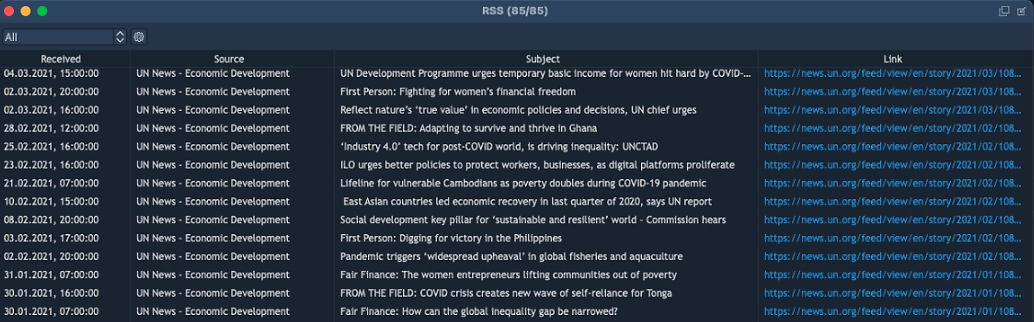 RSS (85/85)
All
Received Source Subject Link
04.03.2021, 15:00:00 UN News - Economic Development UN Development Programme urges temporary basic income for women hit hard by COVID-... https://news.un.org/feed/view/en/story/2021/03/108...
02.03.2021, 20:00:00 UN News - Economic Development First Person: Fighting for women’s financial freedom https://news.un.org/feed/view/en/story/2021/03/108...
02.03.2021, 16:00:00 UN News - Economic Development Reflect nature’s ‘true value’ in economic policies and decisions, UN chief urges https://news.un.org/feed/view/en/story/2021/03/108...
28.02.2021, 12:00:00 UN News - Economic Development FROM THE FIELD: Adapting to survive and thrive in Ghana https://news.un.org/feed/view/en/story/2021/02/108...
25.02.2021, 16:00:00 UN News - Economic Development ‘Industry 4.0’ tech for post-COVID world, is driving inequality: UNCTAD https://news.un.org/feed/view/en/story/2021/02/108...
23.02.2021, 16:00:00 UN News - Economic Development ILO urges better policies to protect workers, businesses, as digital platforms proliferate https://news.un.org/feed/view/en/story/2021/02/108...
21.02.2021, 07:00:00 UN News - Economic Development Lifeline for vulnerable Cambodians as poverty doubles during COVID-19 pandemic https://news.un.org/feed/view/en/story/2021/02/108...
10.02.2021, 15:00:00 UN News - Economic Development East Asian countries led economic recovery in last quarter of 2020, says UN report https://news.un.org/feed/view/en/story/2021/02/108...
08.02.2021, 20:00:00 UN News - Economic Development Social development key pillar for ‘sustainable and resilient’ world - Commission hears https://news.un.org/feed/view/en/story/2021/02/108...
03.02.2021, 17:00:00 UN News - Economic Development First Person: Digging for victory in the Philippines https://news.un.org/feed/view/en/story/2021/02/108...
02.02.2021, 20:00:00 UN News - Economic Development Pandemic triggers ‘widespread upheaval’ in global fisheries and aquaculture https://news.un.org/feed/view/en/story/2021/02/108...
31.01.2021, 07:00:00 UN News - Economic Development Fair Finance: The women entrepreneurs lifting communities out of poverty https://news.un.org/feed/view/en/story/2021/01/108...
30.01.2021, 16:00:00 UN News - Economic Development FROM THE FIELD: COVID crisis creates new wave of self-reliance for Tonga https://news.un.org/feed/view/en/story/2021/01/108...
30.01.2021, 07:00:00 UN News - Economic Development Fair Finance: How can the global inequality gap be narrowed? https://news.un.org/feed/view/en/story/2021/01/108...